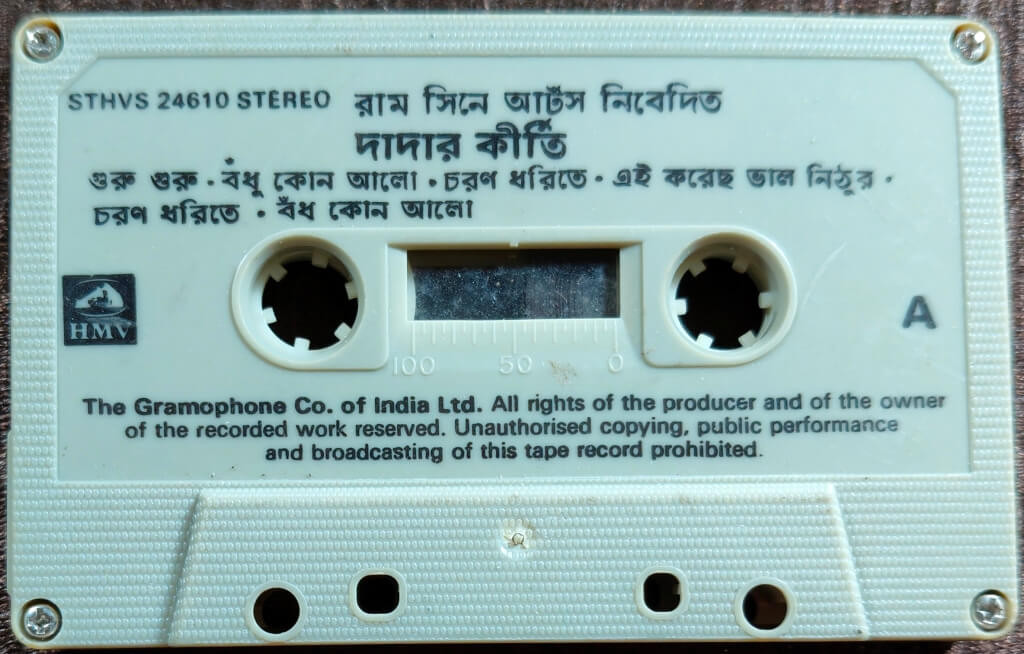 STHVS 24610 STEREO রাম সিনে আর্টস নিবেদিত
দাদার কীর্তি
গুরু গুরু · বঁধু কোন আলো · চরণ ধরিতে · এই করেছ ভাল নিঠুর ·
চরণ ধরিতে · বঁধ কোন আলো
HMV
A
100 50 0
The Gramophone Co. of India Ltd. All rights of the producer and of the owner
of the recorded work reserved. Unauthorised copying, public performance
and broadcasting of this tape record prohibited.